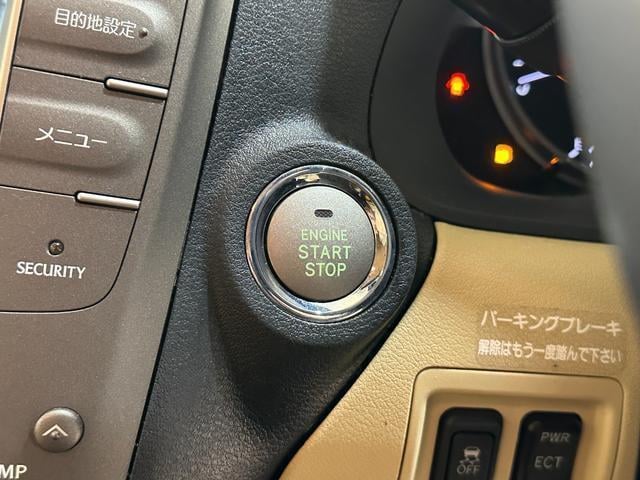 目的地設定
メニュー
SECURITY
ENGINE
START
STOP
パーキングブレーキ
解除はもう一度踏んで下さい
OFF
PWR
ECT
MP